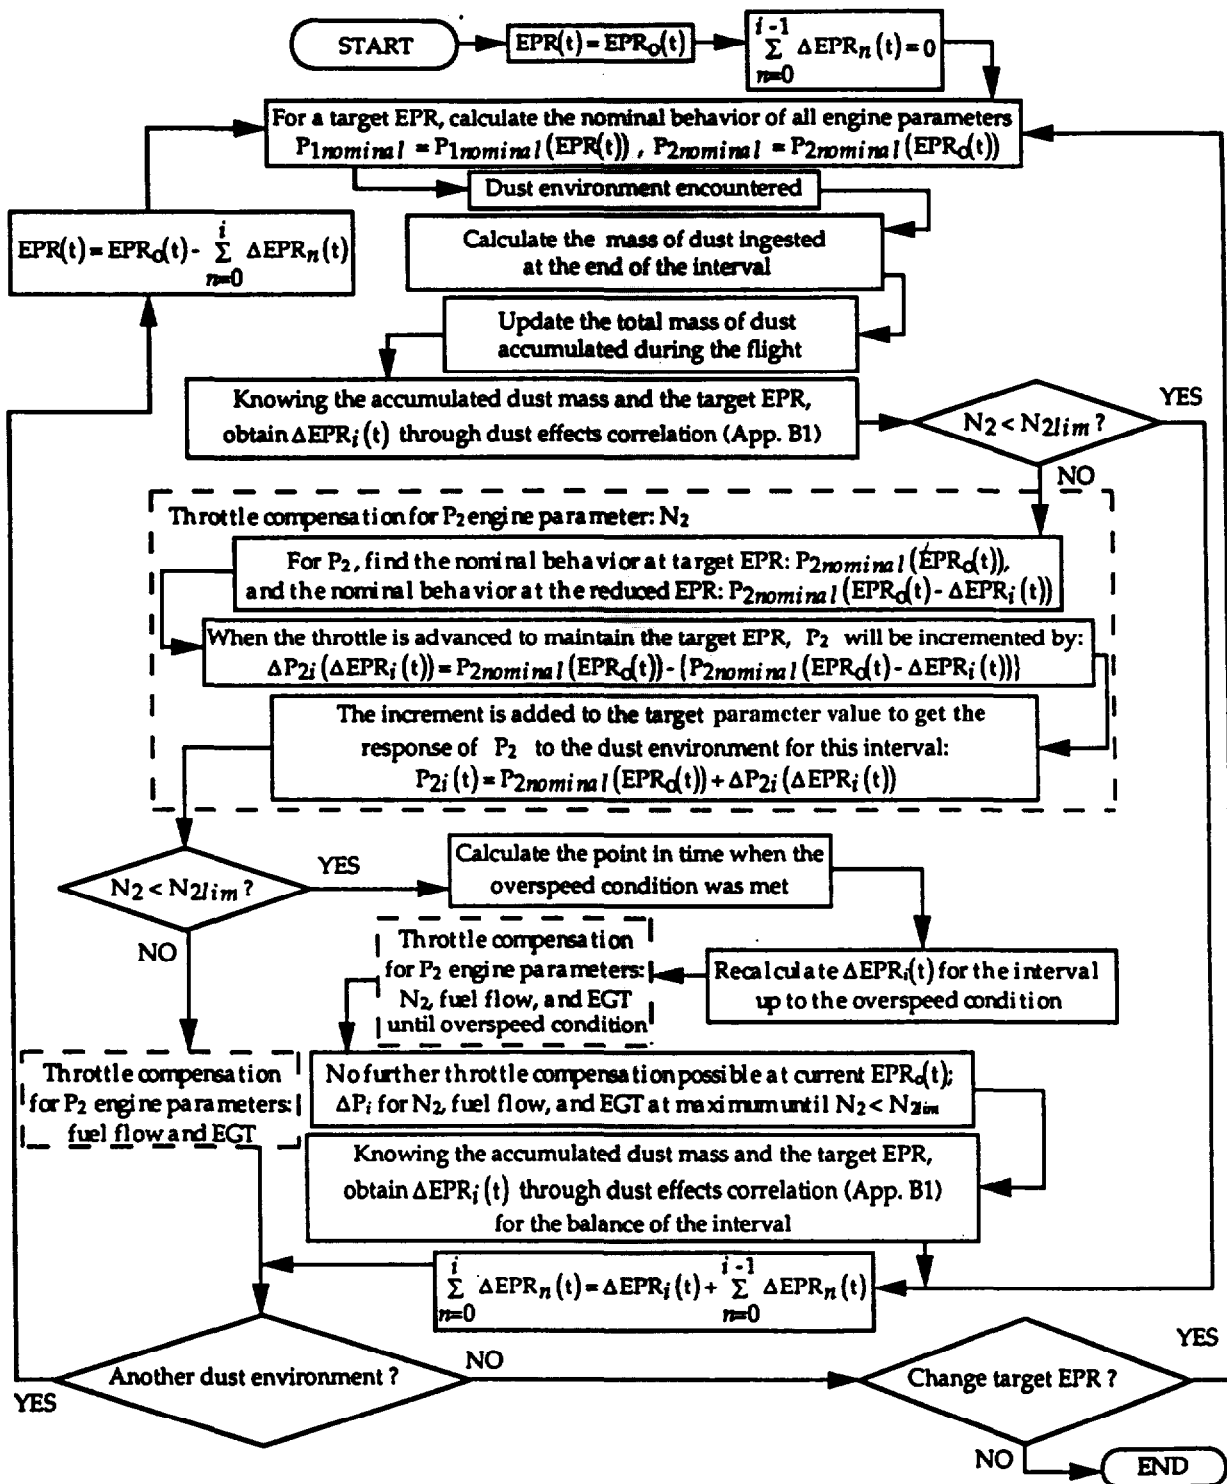 START
EPR(t) = EPRo(t)
i-1
∑ ΔEPRn(t) = 0
n=0
For a target EPR, calculate the nominal behavior of all engine parameters
P1nominal = P1nominal(EPR(t)), P2nominal = P2nominal(EPRo(t))
Dust environment encountered
Calculate the mass of dust ingested
at the end of the interval
i
EPR(t) = EPRo(t) - ∑ ΔEPRn(t)
n=0
Update the total mass of dust
accumulated during the flight
Knowing the accumulated dust mass and the target EPR,
obtain ΔEPRi(t) through dust effects correlation (App. B1)
N2 < N2lim ?
YES
NO
Throttle compensation for P2 engine parameter: N2
For P2, find the nominal behavior at target EPR: P2nominal(EPRo(t)),
and the nominal behavior at the reduced EPR: P2nominal(EPRo(t) - ΔEPRi(t))
When the throttle is advanced to maintain the target EPR, P2 will be incremented by:
ΔP2i(ΔEPRi(t)) = P2nominal(EPRo(t)) - {P2nominal(EPRo(t) - ΔEPRi(t))}
The increment is added to the target parameter value to get the
response of P2 to the dust environment for this interval:
P2i(t) = P2nominal(EPRo(t)) + ΔP2i(ΔEPRi(t))
N2 < N2lim ?
YES
NO
Calculate the point in time when the
overspeed condition was met
Recalculate ΔEPRi(t) for the interval
up to the overspeed condition
Throttle compensation
for P2 engine parameters:
N2, fuel flow, and EGT
until overspeed condition
Throttle compensation
for P2 engine parameters:
fuel flow and EGT
No further throttle compensation possible at current EPRo(t);
ΔPi for N2, fuel flow, and EGT at maximum until N2 < N2lim
Knowing the accumulated dust mass and the target EPR,
obtain ΔEPRi(t) through dust effects correlation (App. B1)
for the balance of the interval
i i-1
∑ ΔEPRn(t) = ΔEPRi(t) + ∑ ΔEPRn(t)
n=0 n=0
Another dust environment ?
YES
NO
Change target EPR ?
YES
NO
END